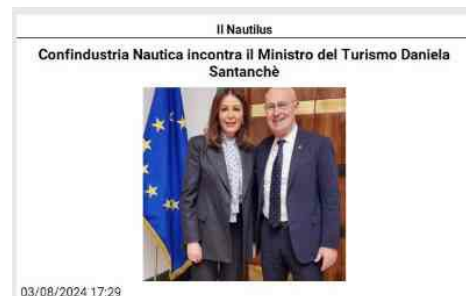 Il Nautilus
Confindustria Nautica incontra il Ministro del Turismo Daniela
Santanchè
03/08/2024 17:29